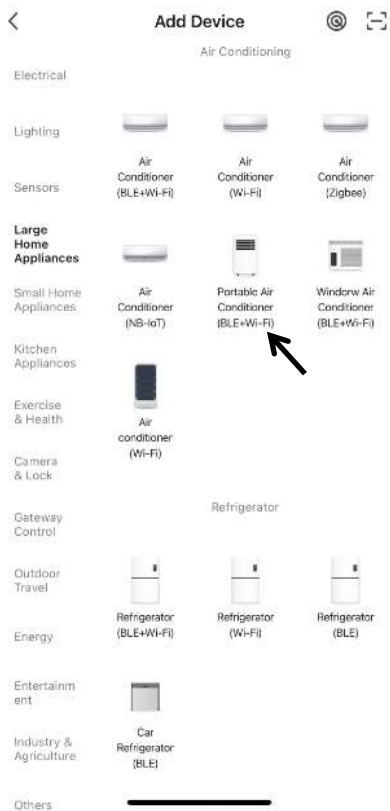 Add Device
Air Conditioning
Electrical
Lighting
Sensors
Large
Home
Appliances
Small Home
Appliances
Kitchen
Appliances
Exercise
& Health
Camera
& Lock
Gateway
Control
Outdoor
Travel
Energy
Entertainm
ent
Industry &
Agriculture
Others
Air
Conditioner
(BLE+Wi-Fi)
Air
Conditioner
(Wi-Fi)
Air
Conditioner
(Zigbee)
Air
Conditioner
(NB-IoT)
Portable Air
Conditioner
(BLE+Wi-Fi)
Windorw Air
Conditioner
(BLE+Wi-Fi)
Air
conditioner
(Wi-Fi)
Refrigerator
Refrigerator
(BLE+Wi-Fi)
Refrigerator
(Wi-Fi)
Refrigerator
(BLE)
Car
Refrigerator
(BLE)